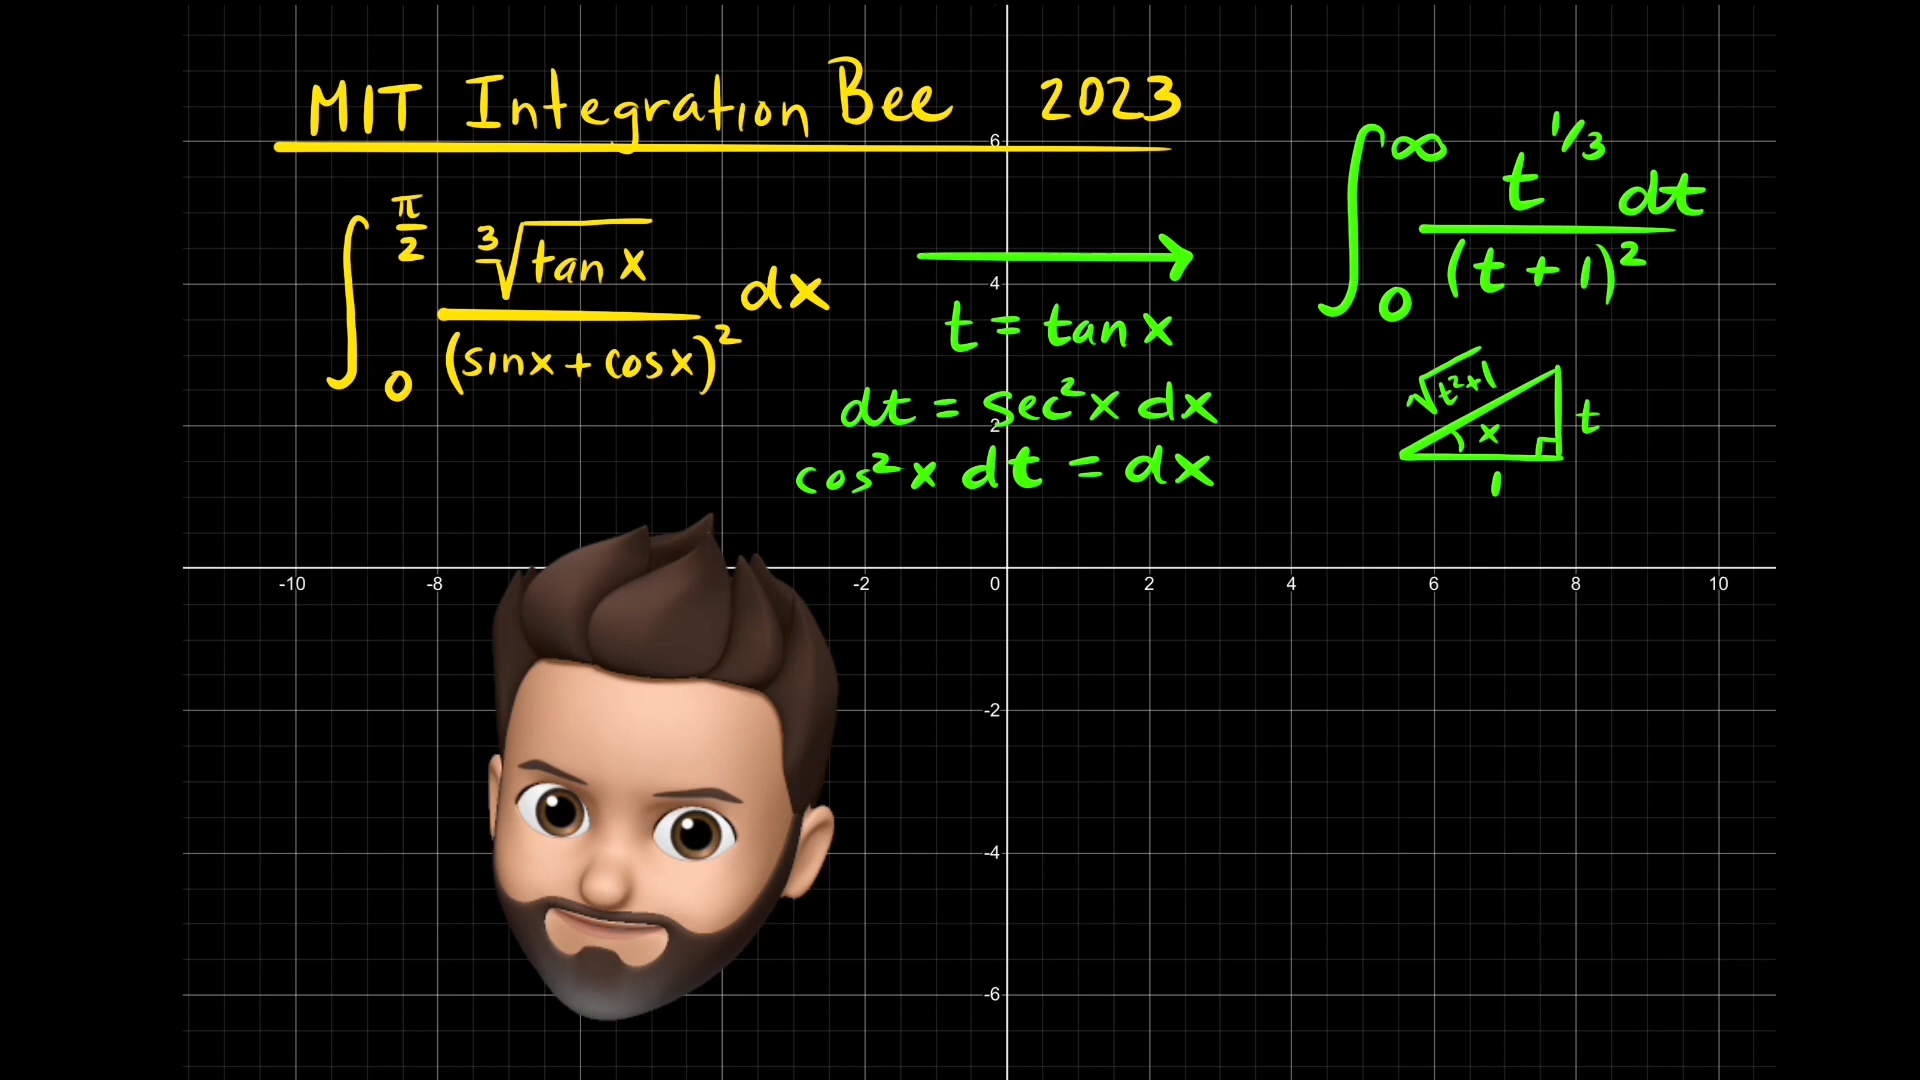 MIT Integration Bee 2023
∫₀^(π/2) ∛(tan x) / (sinx + cosx)² dx
t = tan x
dt = sec²x dx
cos²x dt = dx
∫₀^∞ t^(1/3) dt / (t + 1)²
√(t²+1)
x
t
1
6
4
2
-10 -8 -2 0 2 4 6 8 10
-2
-4
-6